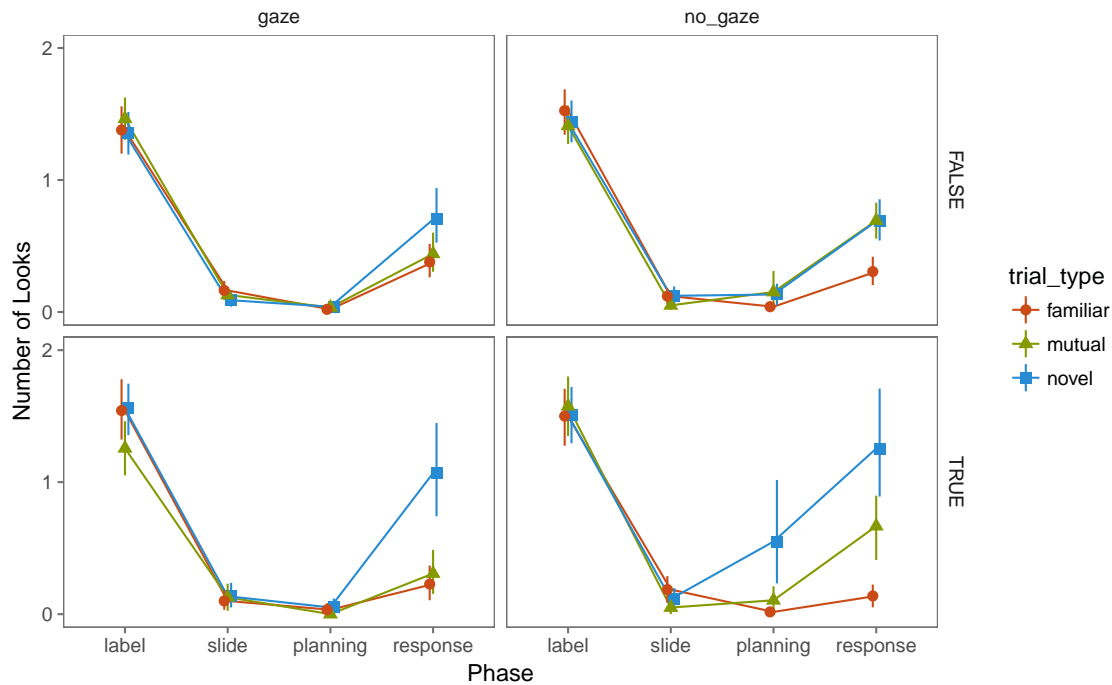 gaze
no_gaze
2
1
0
FALSE
2
1
0
TRUE
Number of Looks
label
slide
planning
response
label
slide
planning
response
Phase
trial_type
familiar
mutual
novel